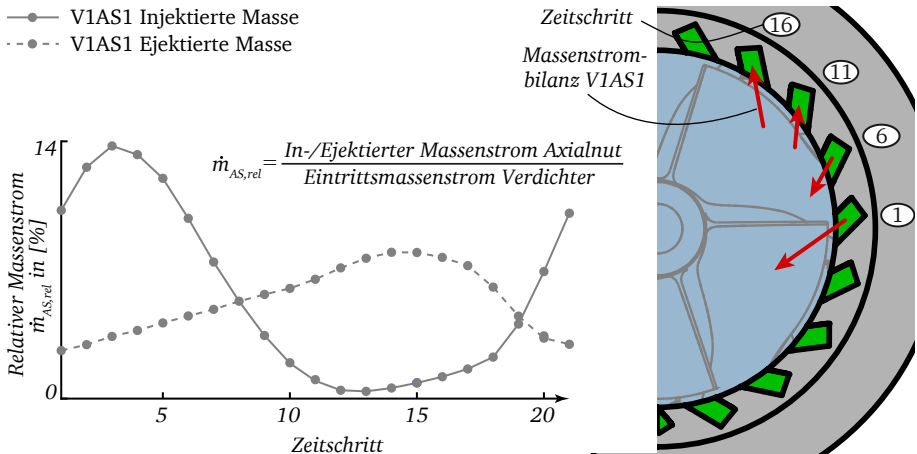 V1AS1 Injektierte Masse
V1AS1 Ejektierte Masse
Zeitschritt
Massenstrom-
bilanz V1AS1
16
11
6
1
14
0
Relativer Massenstrom
ṁ_AS,rel in [%]
ṁ_AS,rel = In-/Ejektierter Massenstrom Axialnut
Eintrittsmassenstrom Verdichter
5
10
15
20
Zeitschritt